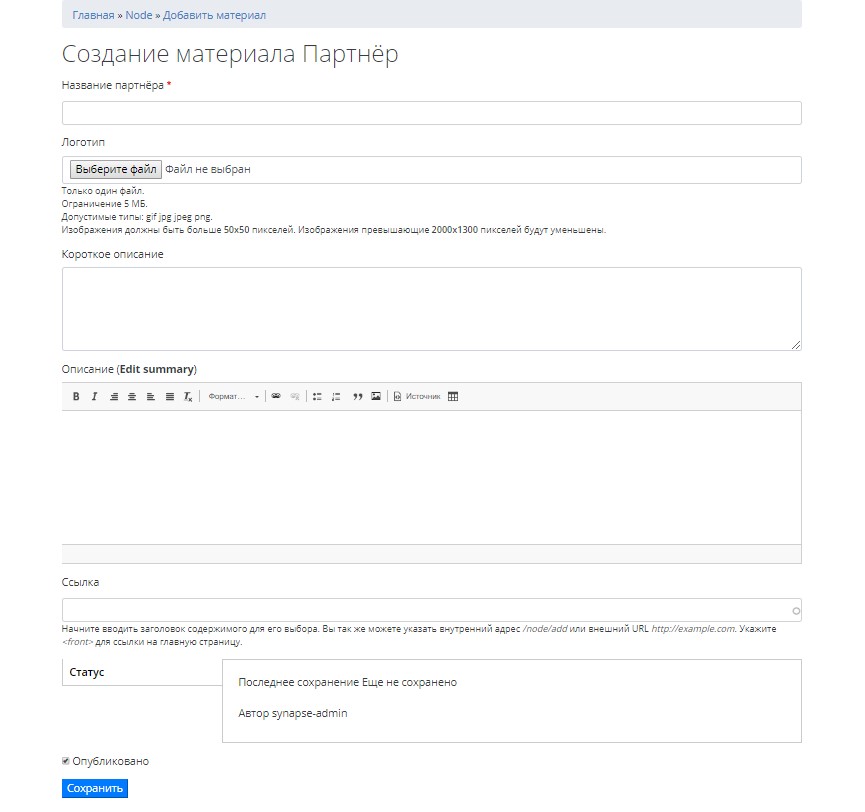 Главная » Node » Добавить материал
Создание материала Партнёр
Название партнёра *
Логотип
Выберите файл Файл не выбран
Только один файл.
Ограничение 5 МБ.
Допустимые типы: gif jpg jpeg png.
Изображения должны быть больше 50x50 пикселей. Изображения превышающие 2000x1300 пикселей будут уменьшены.
Короткое описание
Описание (Edit summary)
B I Tx Формат... Источник
Ссылка
Начните вводить заголовок содержимого для его выбора. Вы так же можете указать внутренний адрес /node/add или внешний URL http://example.com. Укажите
<front> для ссылки на главную страницу.
Статус
Последнее сохранение Еще не сохранено
Автор synapse-admin
Опубликовано
Сохранить